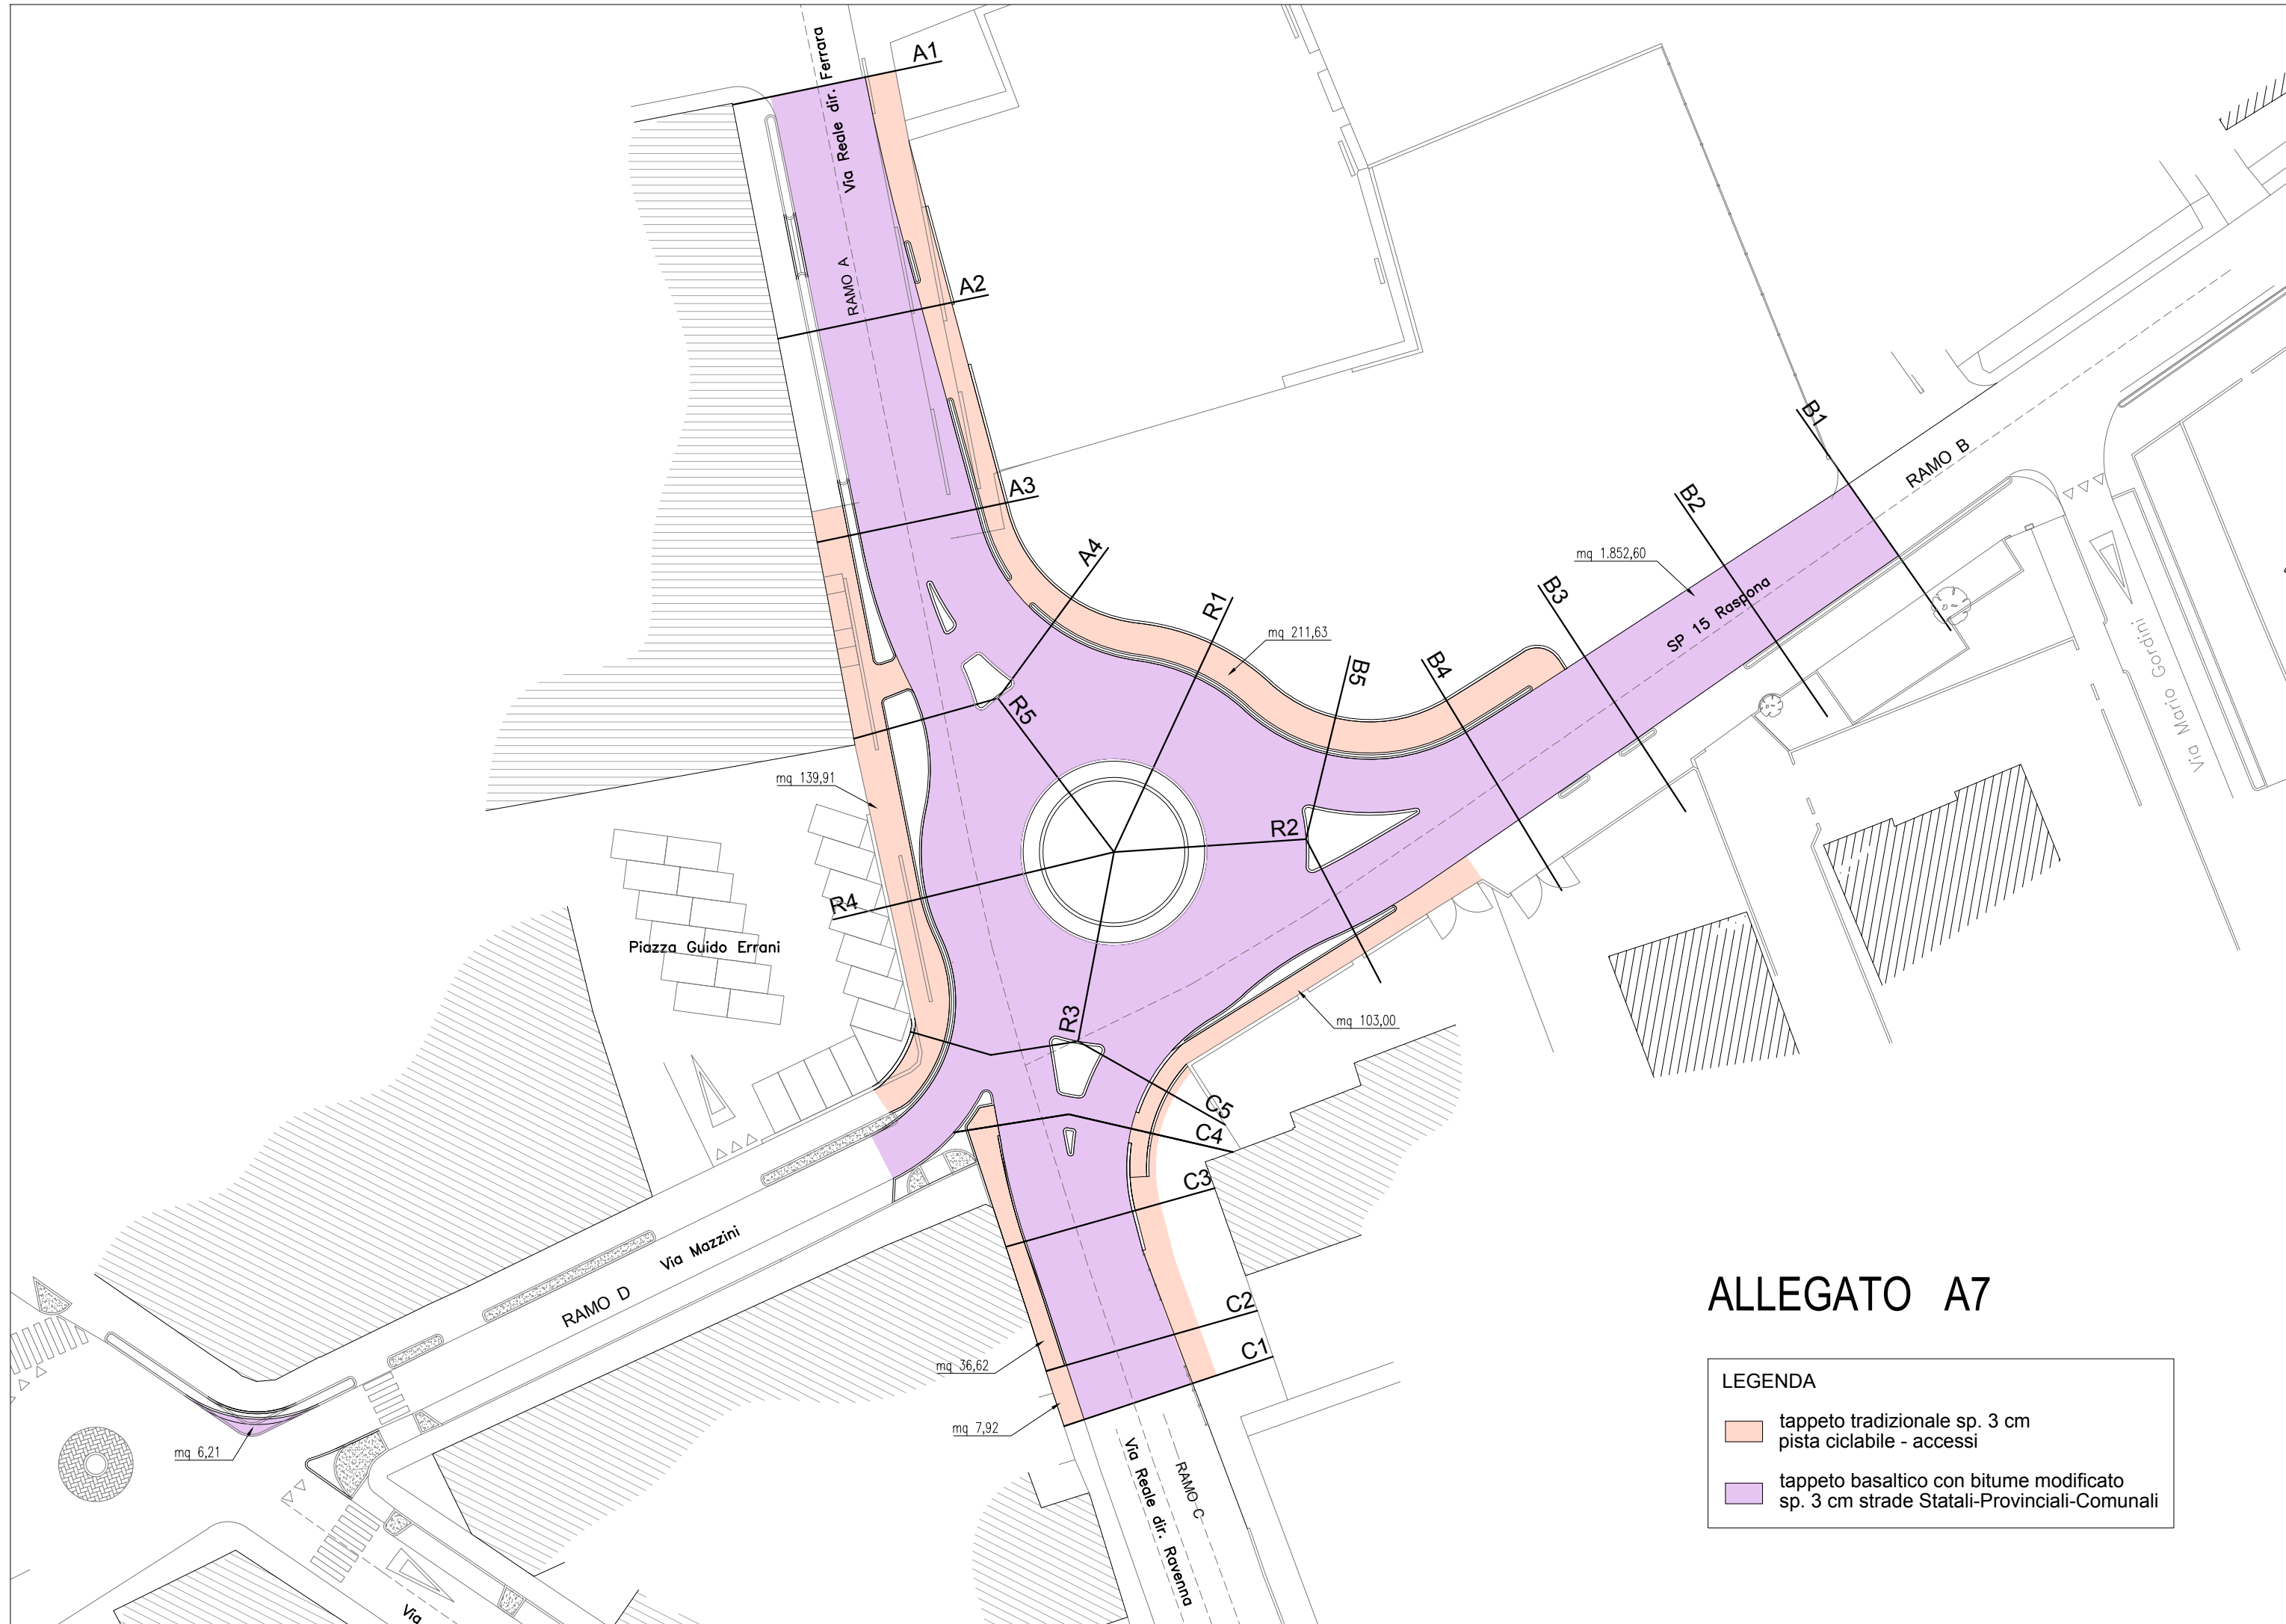 A1
Via Reale dir. Ferrara
RAMO A
A2
A3
A4
R1
mq 211,63
B5
B4
B3
B2
B1
mq 1.852,60
SP 15 Raspona
RAMO B
Via Mario Gordini
R5
R2
R4
R3
mq 139,91
Piazza Guido Errani
mq 103,00
C5
C4
C3
C2
C1
Via Mazzini
RAMO D
mq 36,62
mq 7,92
mq 6,21
Via Reale dir. Ravenna
RAMO C
Via
ALLEGATO A7
LEGENDA
tappeto tradizionale sp. 3 cm
pista ciclabile - accessi
tappeto basaltico con bitume modificato
sp. 3 cm strade Statali-Provinciali-Comunali